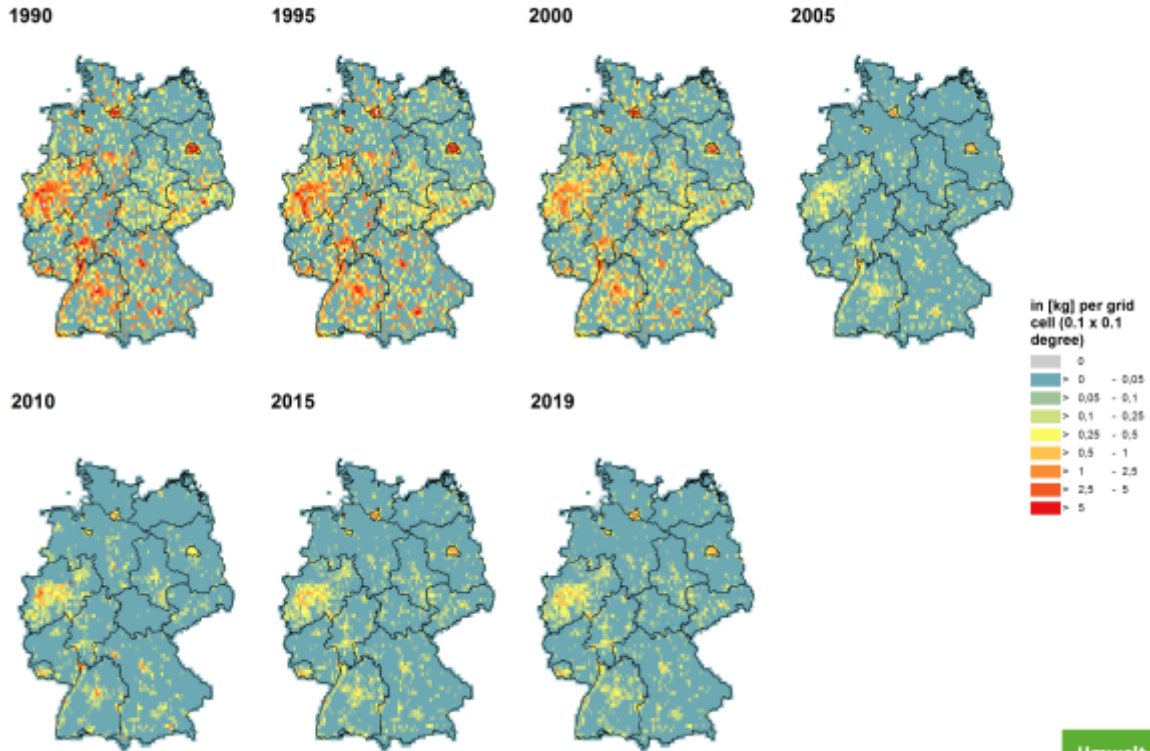 1990
1995
2000
2005
in [kg] per grid
cell (0.1 x 0.1
degree)
0
> 0 - 0,05
> 0,05 - 0,1
> 0,1 - 0,25
> 0,25 - 0,5
> 0,5 - 1
> 1 - 2,5
> 2,5 - 5
> 5
2010
2015
2019